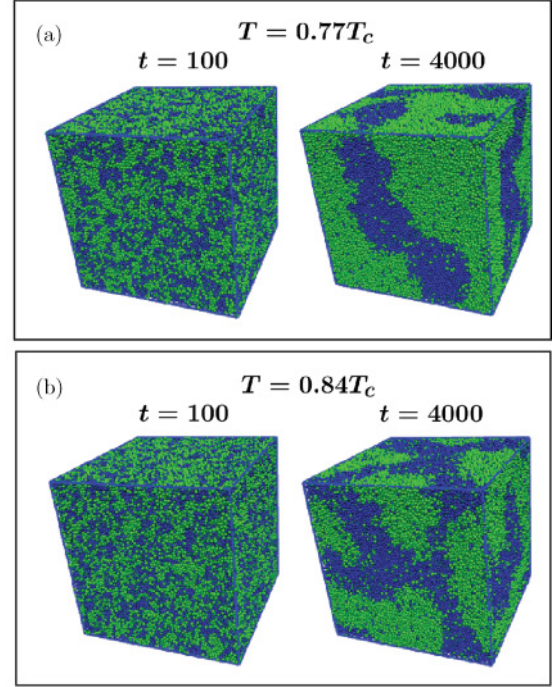 (a)
T = 0.77T_c
t = 100 t = 4000
(b)
T = 0.84T_c
t = 100 t = 4000